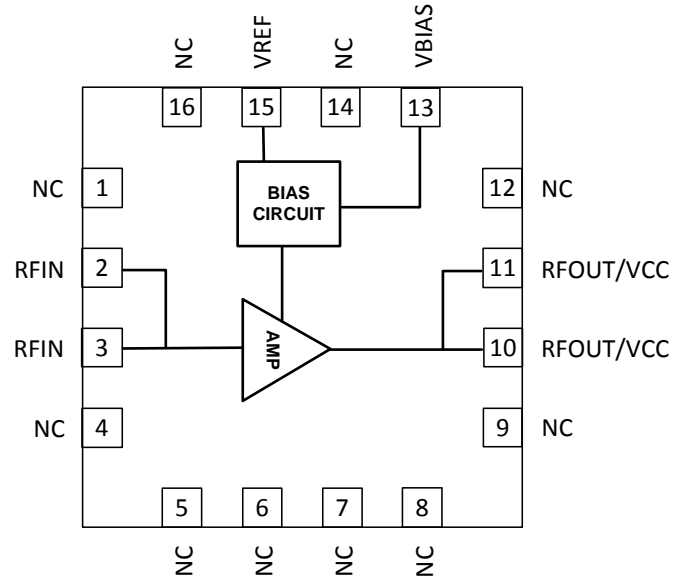 NC
VREF
NC
VBIAS
16
15
14
13
NC
1
12
NC
BIAS
CIRCUIT
RFIN
2
11
RFOUT/VCC
RFIN
3
AMP
10
RFOUT/VCC
NC
4
9
NC
5
6
7
8
NC
NC
NC
NC